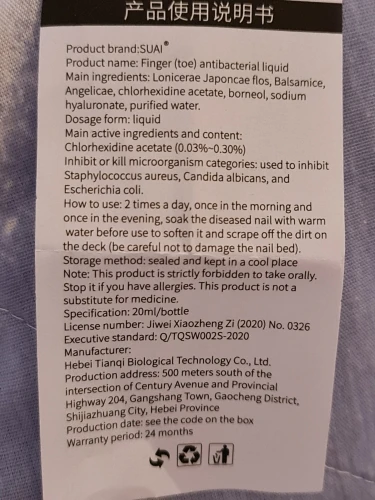 产品使用说明书
Product brand:SUAI®
Product name: Finger (toe) antibacterial liquid
Main ingredients: Lonicerae Japoncae flos, Balsamice,
Angelicae, chlorhexidine acetate, borneol, sodium
hyaluronate, purified water.
Dosage form: liquid
Main active ingredients and content:
Chlorhexidine acetate (0.03%~0.30%)
Inhibit or kill microorganism categories: used to inhibit
Staphylococcus aureus, Candida albicans, and
Escherichia coli.
How to use: 2 times a day, once in the morning and
once in the evening, soak the diseased nail with warm
water before use to soften it and scrape off the dirt on
the deck (be careful not to damage the nail bed).
Storage method: sealed and kept in a cool place
Note: This product is strictly forbidden to take orally.
Stop it if you have allergies. This product is not a
substitute for medicine.
Specification: 20ml/bottle
License number: Jiwei Xiaozheng Zi (2020) No. 0326
Executive standard: Q/TQSW002S-2020
Manufacturer:
Hebei Tianqi Biological Technology Co., Ltd.
Production address: 500 meters south of the
intersection of Century Avenue and Provincial
Highway 204, Gangshang Town, Gaocheng District,
Shijiazhuang City, Hebei Province
Production date: see the code on the box
Warranty period: 24 months